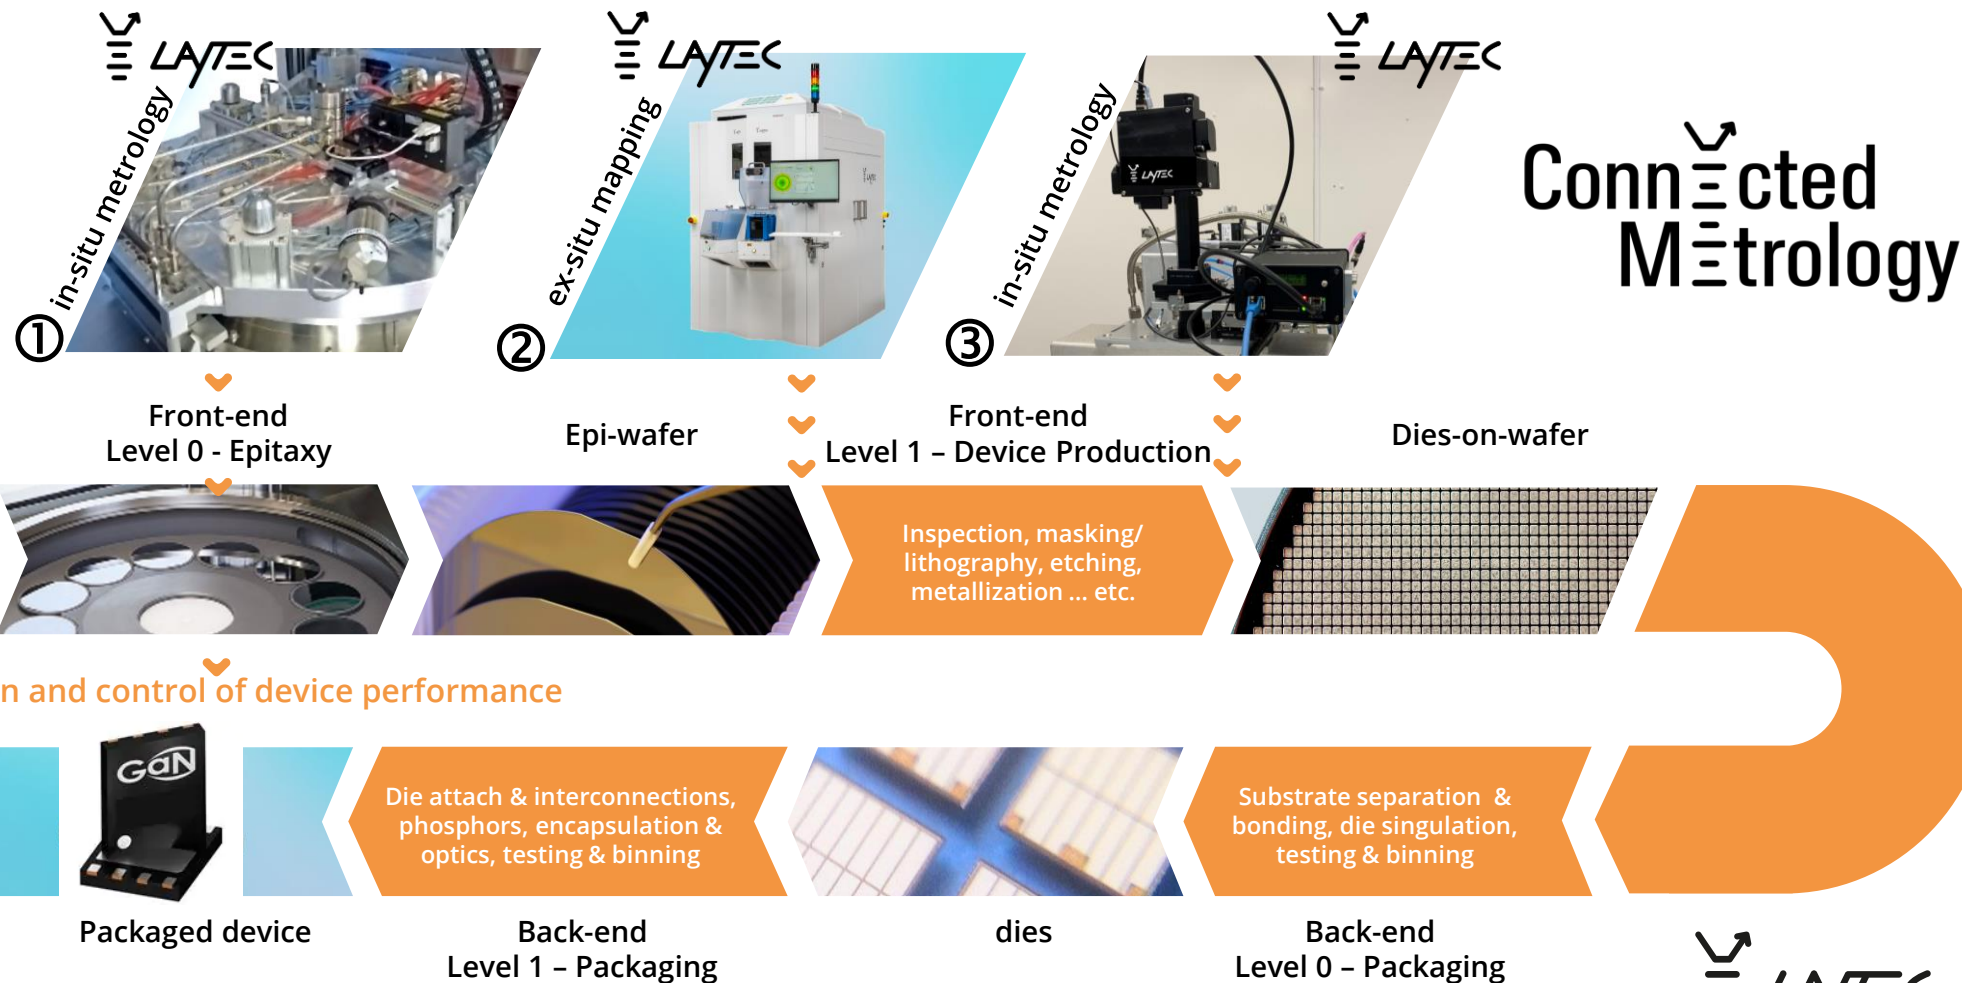 LAYTEC
LAYTEC
LAYTEC
① in-situ metrology
② ex-situ mapping
③ in-situ metrology
LAYTEC
Connected
Metrology
Front-end
Level 0 - Epitaxy
Epi-wafer
Front-end
Level 1 – Device Production
Dies-on-wafer
Inspection, masking/
lithography, etching,
metallization ... etc.
n and control of device performance
GaN
Die attach & interconnections,
phosphors, encapsulation &
optics, testing & binning
Substrate separation &
bonding, die singulation,
testing & binning
Packaged device
Back-end
Level 1 – Packaging
dies
Back-end
Level 0 – Packaging
LAYTEC